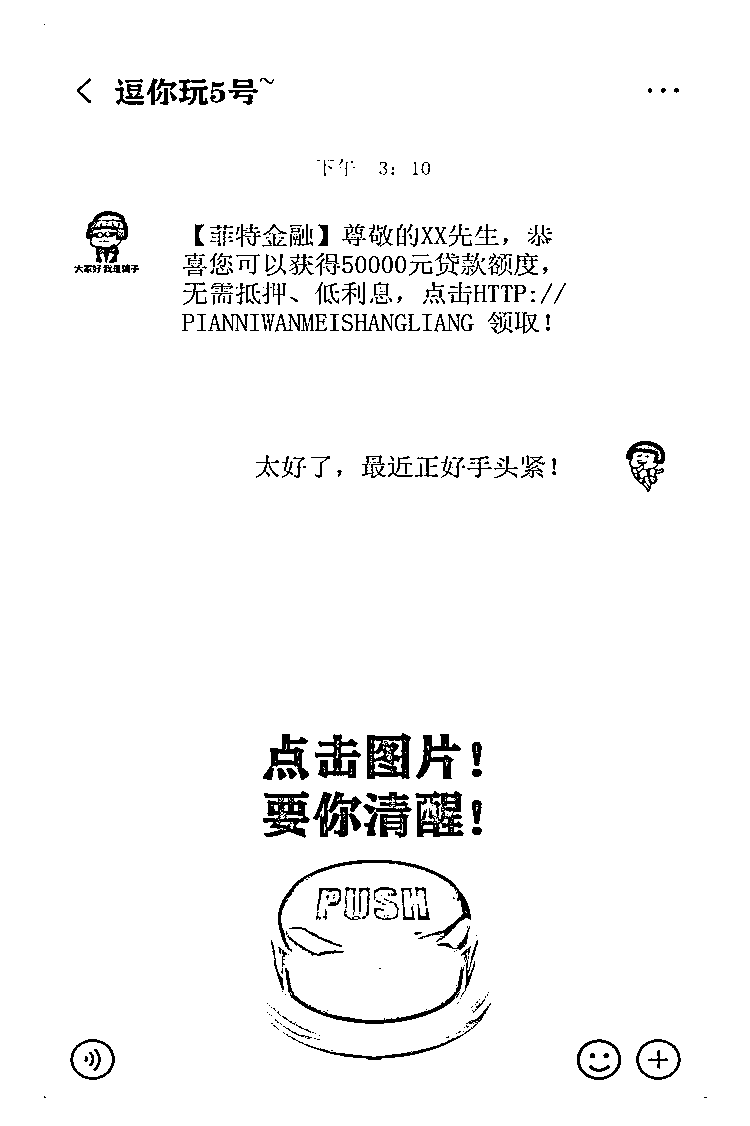 逗你玩5号~
下午 3：10
【菲特金融】尊敬的XX先生，恭
喜您可以获得50000元贷款额度，
无需抵押、低利息，点击HTTP://
PIANNIWANMEISHANGLIANG 领取！
大家好 我是骗子
太好了，最近正好手头紧！
点击图片！
要你清醒！
PUSH